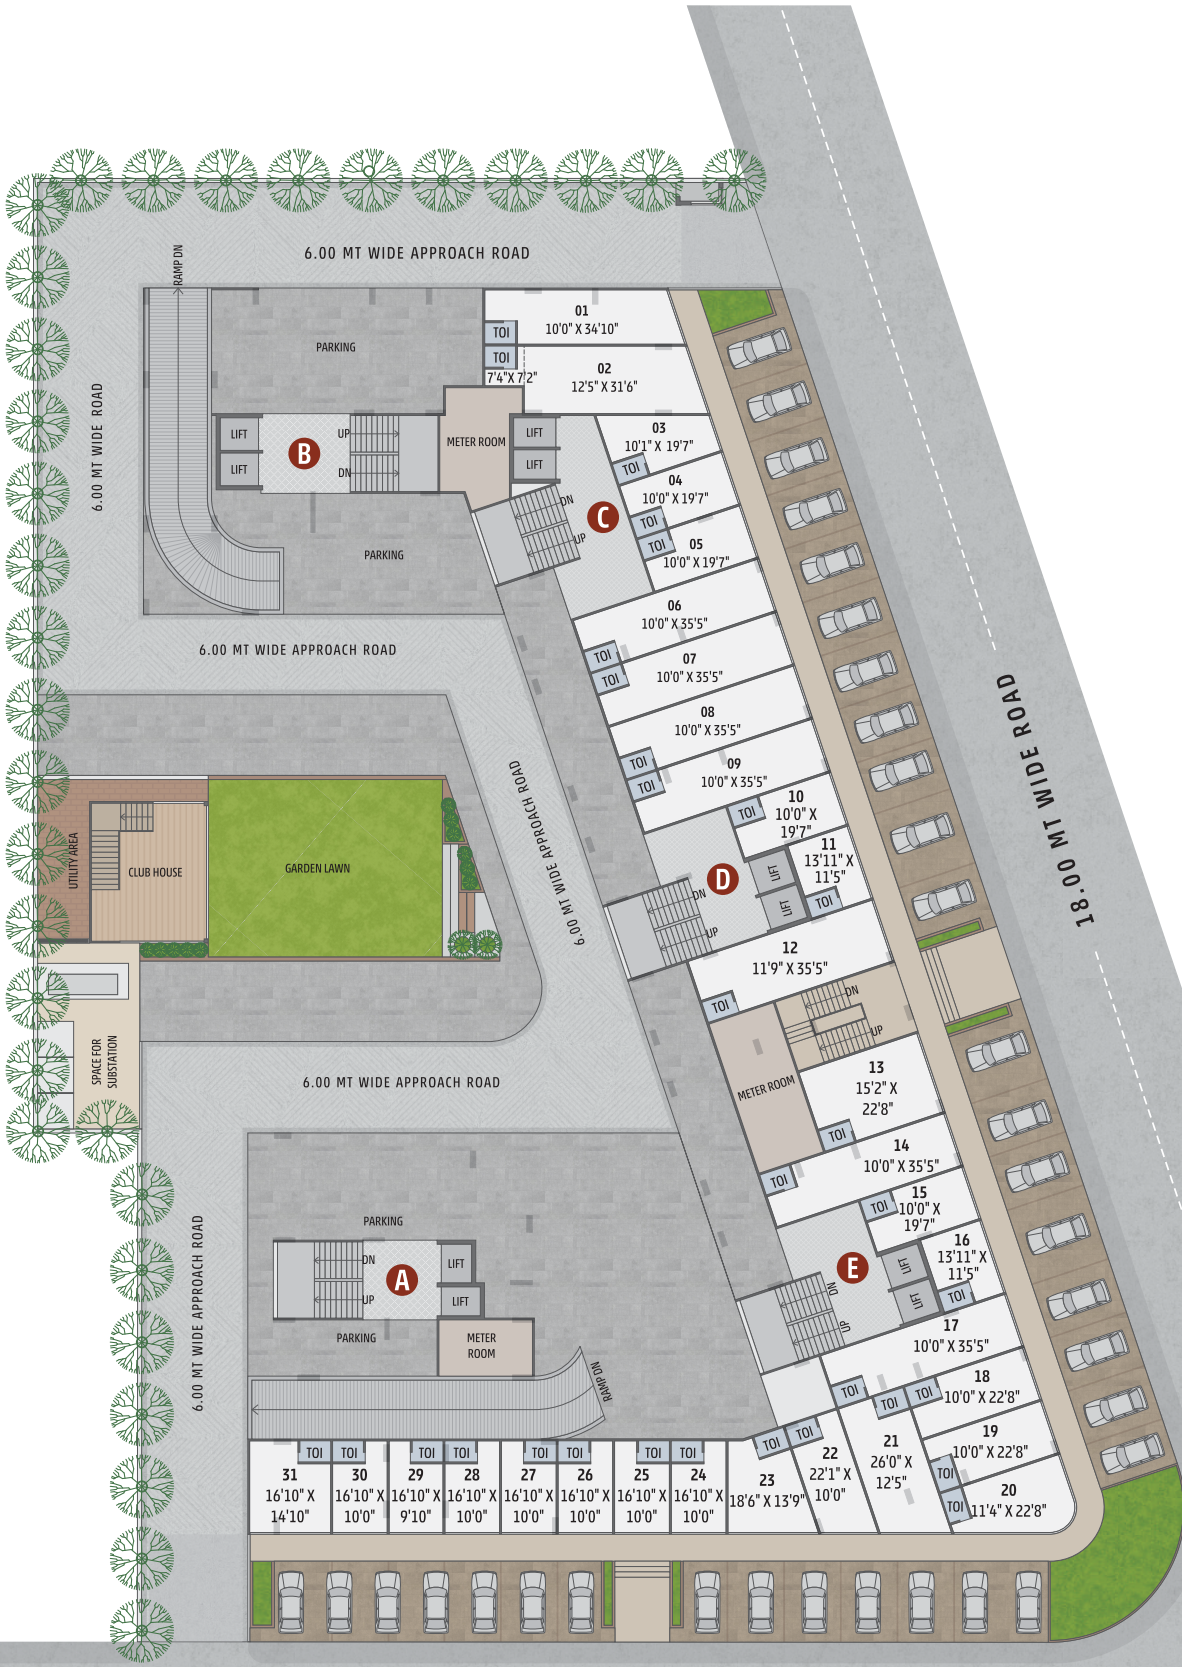 6.00 MT WIDE APPROACH ROAD
RAMP DN
6.00 MT WIDE ROAD
PARKING
01
10'0" X 34'10"
TOI
TOI
7'4"X 7'2"
02
12'5" X 31'6"
LIFT
LIFT
B
UP
DN
METER ROOM
LIFT
LIFT
DN
UP
C
03
10'1" X 19'7"
TOI
04
10'0" X 19'7"
TOI
TOI
05
10'0" X 19'7"
PARKING
06
10'0" X 35'5"
TOI
TOI
07
10'0" X 35'5"
6.00 MT WIDE APPROACH ROAD
08
10'0" X 35'5"
TOI
TOI
09
10'0" X 35'5"
18.00 MT WIDE ROAD
6.00 MT WIDE APPROACH ROAD
TOI
10
10'0" X
19'7"
11
13'11" X
11'5"
TOI
UTILITY AREA
CLUB HOUSE
GARDEN LAWN
D
LIFT
LIFT
DN
UP
12
11'9" X 35'5"
TOI
DN
UP
SPACE FOR
SUBSTATION
6.00 MT WIDE APPROACH ROAD
METER ROOM
13
15'2" X
22'8"
TOI
14
10'0" X 35'5"
TOI
TOI
15
10'0" X
19'7"
16
13'11" X
11'5"
TOI
6.00 MT WIDE APPROACH ROAD
PARKING
DN
UP
A
LIFT
LIFT
PARKING
METER
ROOM
RAMP DN
E
LIFT
LIFT
DN
UP
17
10'0" X 35'5"
TOI
TOI
TOI
18
10'0" X 22'8"
19
10'0" X 22'8"
TOI
TOI
20
11'4" X 22'8"
21
26'0" X
12'5"
TOI
TOI
22
22'1" X
10'0"
23
18'6" X 13'9"
TOI
TOI
TOI
TOI
TOI
TOI
TOI
TOI
31
16'10" X
14'10"
30
16'10" X
10'0"
29
16'10" X
9'10"
28
16'10" X
10'0"
27
16'10" X
10'0"
26
16'10" X
10'0"
25
16'10" X
10'0"
24
16'10" X
10'0"